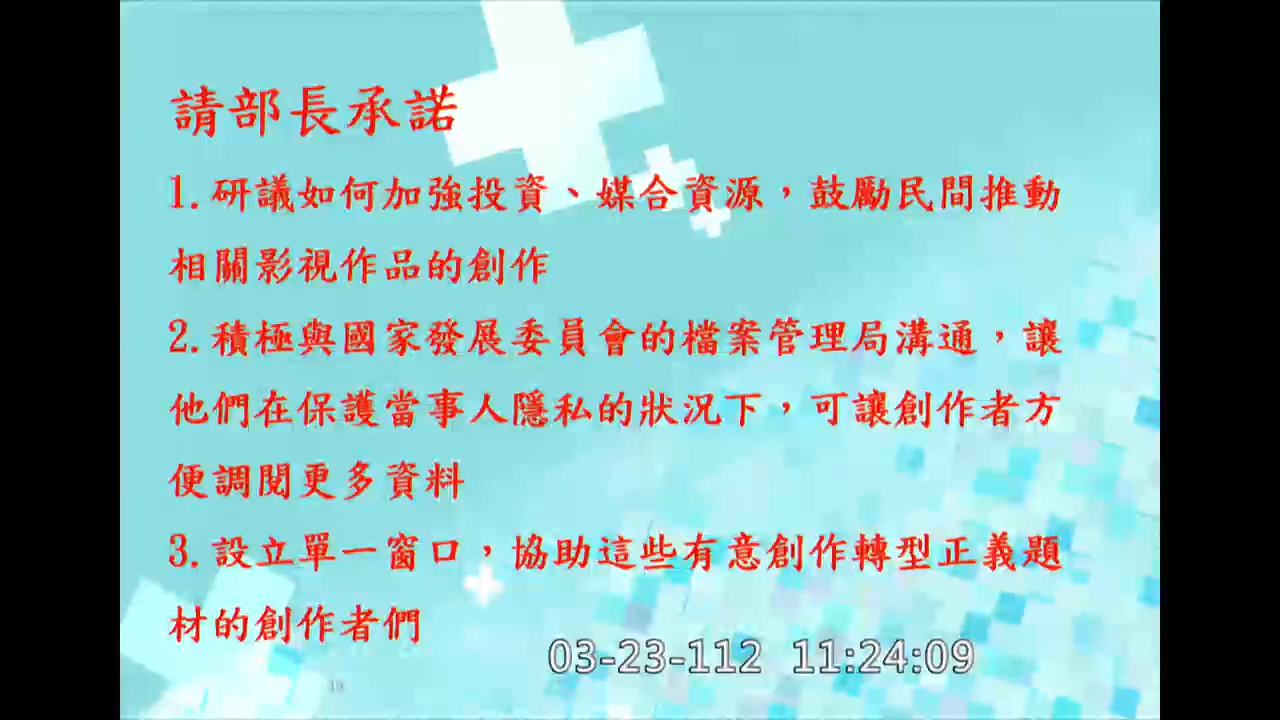 請部長承諾
1.研議如何加強投資、媒合資源，鼓勵民間推動
相關影視作品的創作
2.積極與國家發展委員會的檔案管理局溝通，讓
他們在保護當事人隱私的狀況下，可讓創作者方
便調閱更多資料
3.設立單一窗口，協助這些有意創作轉型正義題
材的創作者們
03-23-112 11:24:09